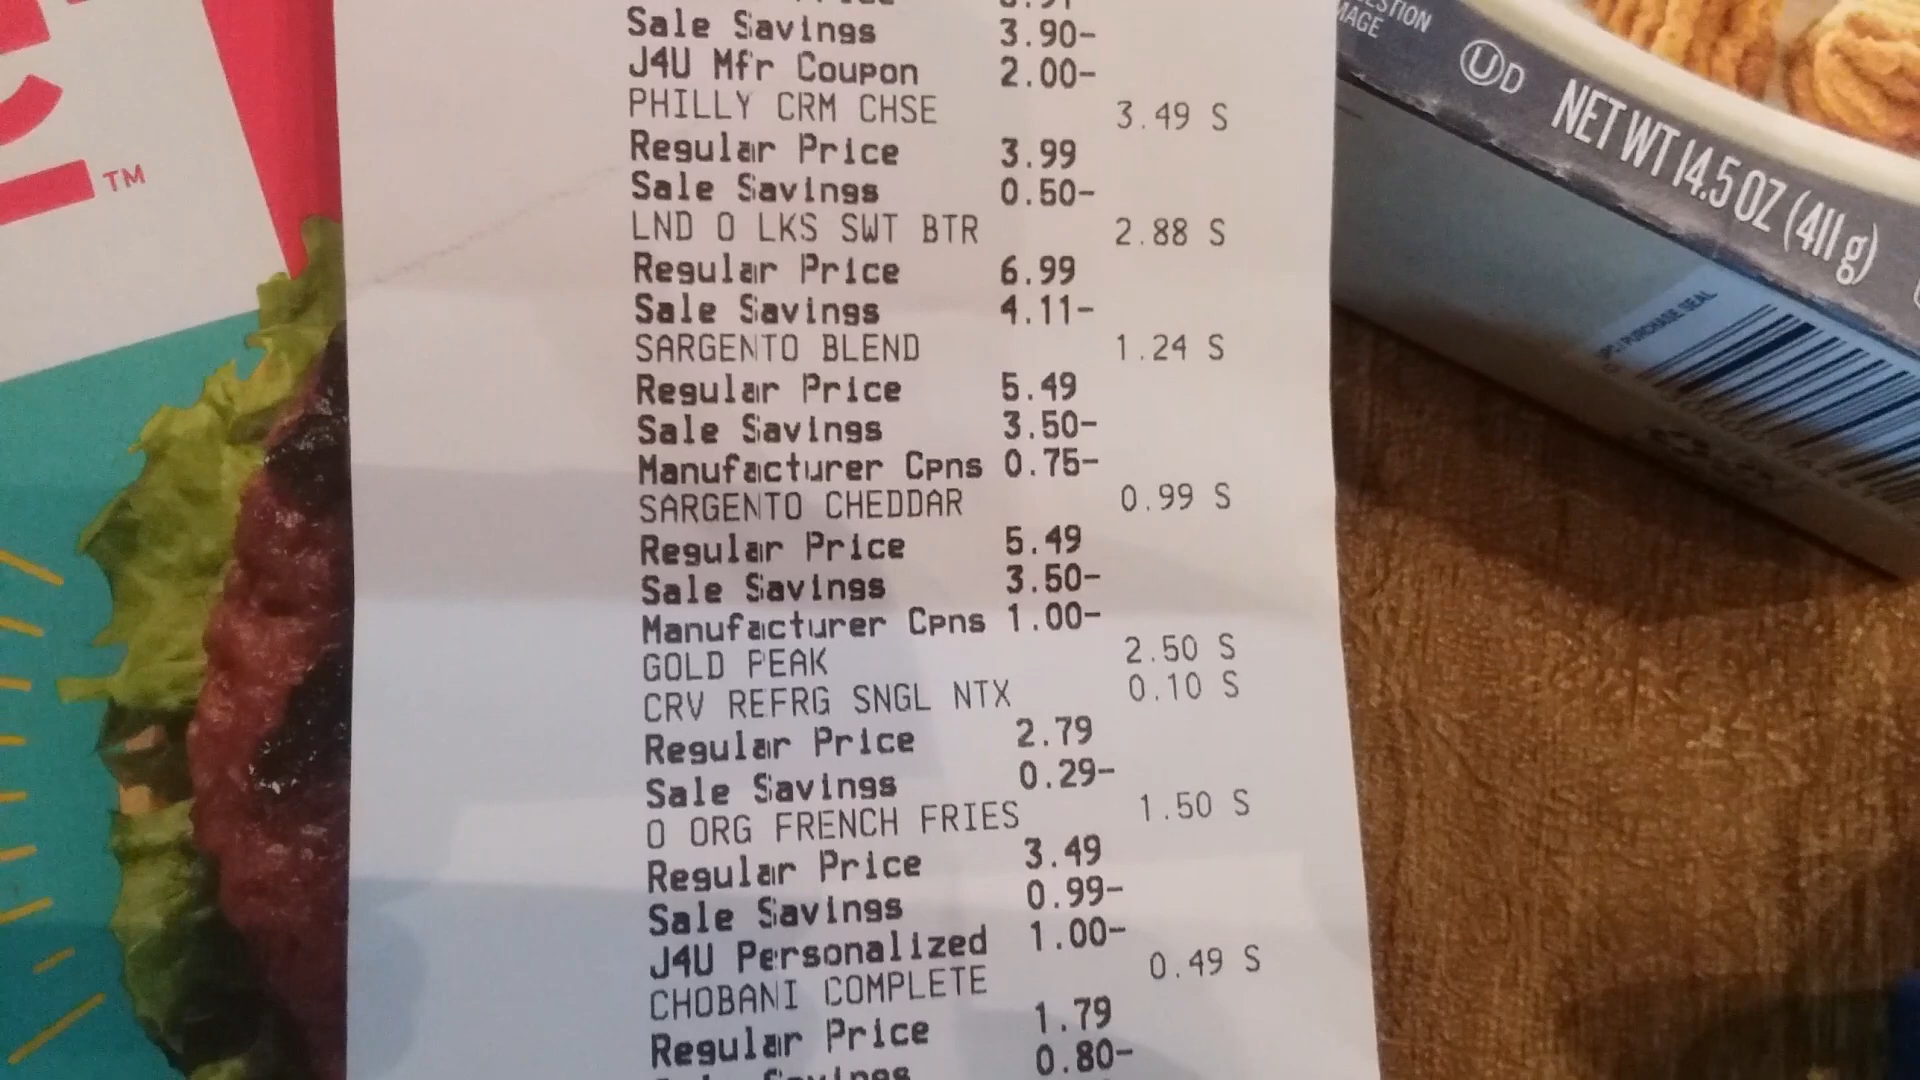 Sale Savings 3.90-
J4U Mfr Coupon 2.00-
PHILLY CRM CHSE 3.49 S
Regular Price 3.99
Sale Savings 0.50-
LND O LKS SWT BTR 2.88 S
Regular Price 6.99
Sale Savings 4.11-
SARGENTO BLEND 1.24 S
Regular Price 5.49
Sale Savings 3.50-
Manufacturer Cpns 0.75-
SARGENTO CHEDDAR 0.99 S
Regular Price 5.49
Sale Savings 3.50-
Manufacturer Cpns 1.00-
GOLD PEAK 2.50 S
CRV REFRG SNGL NTX 0.10 S
Regular Price 2.79
Sale Savings 0.29-
O ORG FRENCH FRIES 1.50 S
Regular Price 3.49
Sale Savings 0.99-
J4U Personalized 1.00-
CHOBANI COMPLETE 0.49 S
Regular Price 1.79
Savings 0.80-
TM
UD NET WT 14.5 OZ (411 g)
PURCHASE SEAL